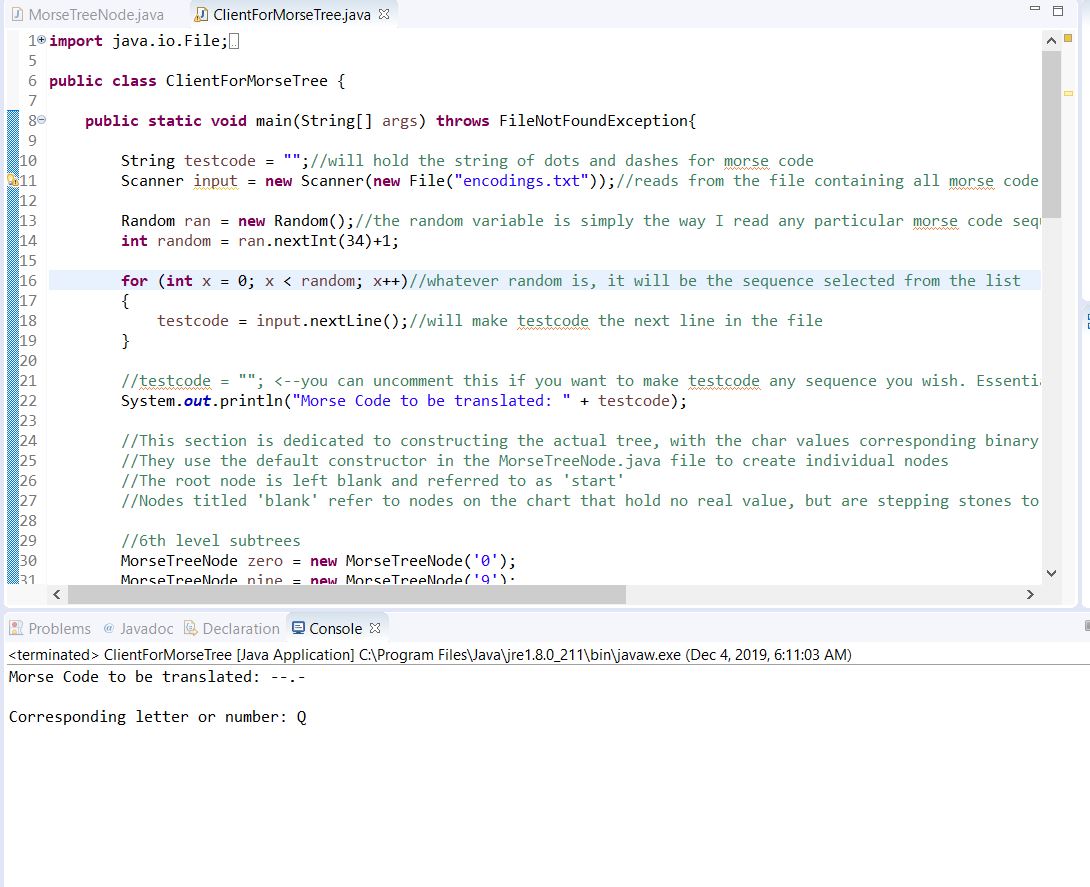 MorseTreeNode.java ClientForMorseTree.java
1 import java.io.File;
5
6 public class ClientForMorseTree {
7
8 public static void main(String[] args) throws FileNotFoundException{
9
10 String testcode = "";//will hold the string of dots and dashes for morse code
11 Scanner input = new Scanner(new File("encodings.txt"));//reads from the file containing all morse code
12
13 Random ran = new Random();//the random variable is simply the way I read any particular morse code seq
14 int random = ran.nextInt(34)+1;
15
16 for (int x = 0; x < random; x++)//whatever random is, it will be the sequence selected from the list
17 {
18 testcode = input.nextLine();//will make testcode the next line in the file
19 }
20
21 //testcode = ""; <--you can uncomment this if you want to make testcode any sequence you wish. Essenti
22 System.out.println("Morse Code to be translated: " + testcode);
23
24 //This section is dedicated to constructing the actual tree, with the char values corresponding binary
25 //They use the default constructor in the MorseTreeNode.java file to create individual nodes
26 //The root node is left blank and referred to as 'start'
27 //Nodes titled 'blank' refer to nodes on the chart that hold no real value, but are stepping stones to
28
29 //6th level subtrees
30 MorseTreeNode zero = new MorseTreeNode('0');
31 MorseTreeNode nine = new MorseTreeNode('9');
Problems @ Javadoc Declaration Console
<terminated> ClientForMorseTree [Java Application] C:\Program Files\Java\jre1.8.0_211\bin\javaw.exe (Dec 4, 2019, 6:11:03 AM)
Morse Code to be translated: --.-
Corresponding letter or number: Q